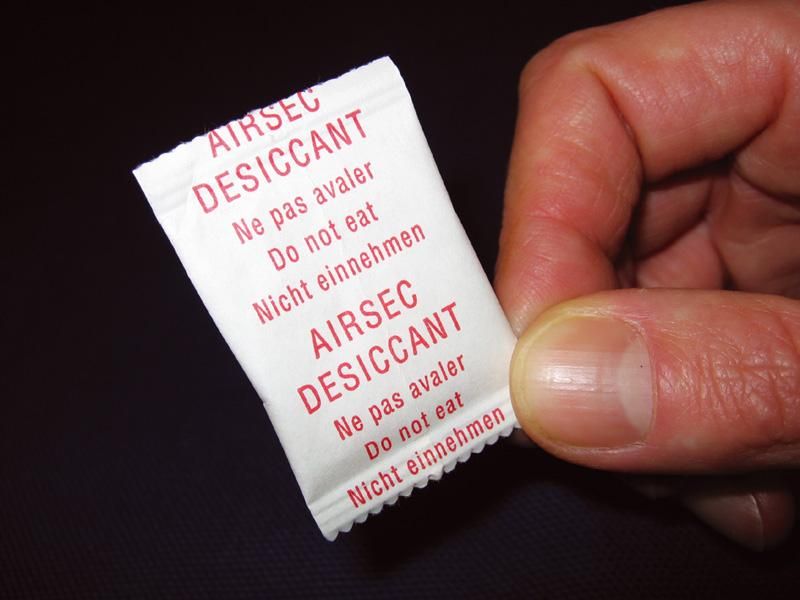 AIRSEC
DESICCANT
Ne pas avaler
Do not eat
Nicht einnehmen
AIRSEC
DESICCANT
Ne pas avaler
Do not eat
Nicht einnehmen